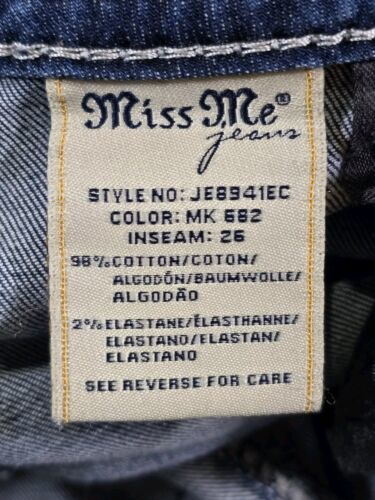 Miss Me®
jeans
STYLE NO: JE8941EC
COLOR: MK 682
INSEAM: 26
98% COTTON/COTON/
ALGODÓN/BAUMWOLLE/
ALGODÃO
2% ELASTANE/ÉLASTHANNE/
ELASTANO/ELASTAN/
ELASTANO
SEE REVERSE FOR CARE